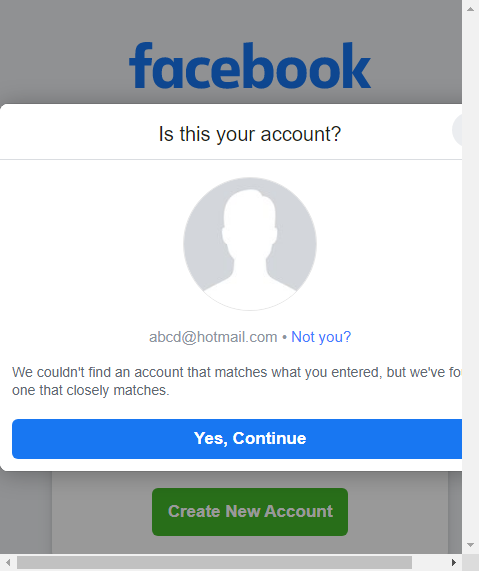 facebook
Is this your account?
abcd@hotmail.com • Not you?
We couldn't find an account that matches what you entered, but we've fo
one that closely matches.
Yes, Continue
Create New Account